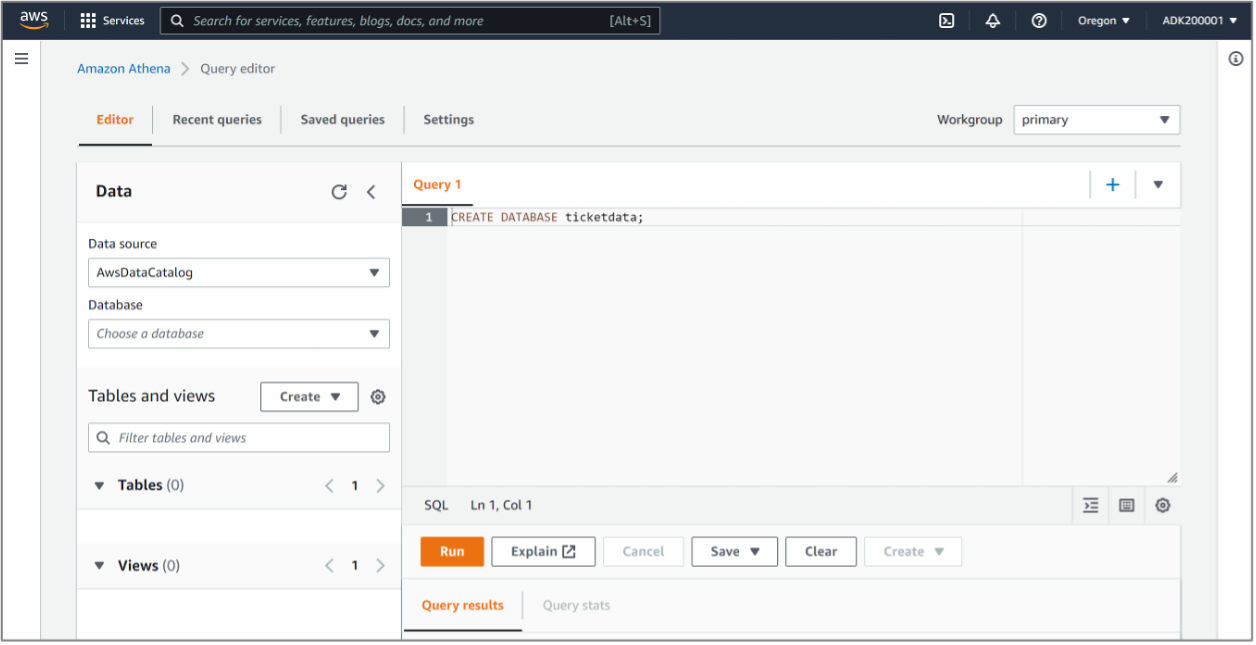 aws Services Search for services, features, blogs, docs, and more [Alt+S] Oregon ADK200001
Amazon Athena Query editor
Editor Recent queries Saved queries Settings Workgroup primary
Data
Data source
AwsDataCatalog
Database
Choose a database
Tables and views Create
Filter tables and views
Tables (0) 1
Views (0) 1
Query 1
1 CREATE DATABASE ticketdata;
SQL Ln 1, Col 1
Run Explain Cancel Save Clear Create
Query results Query stats